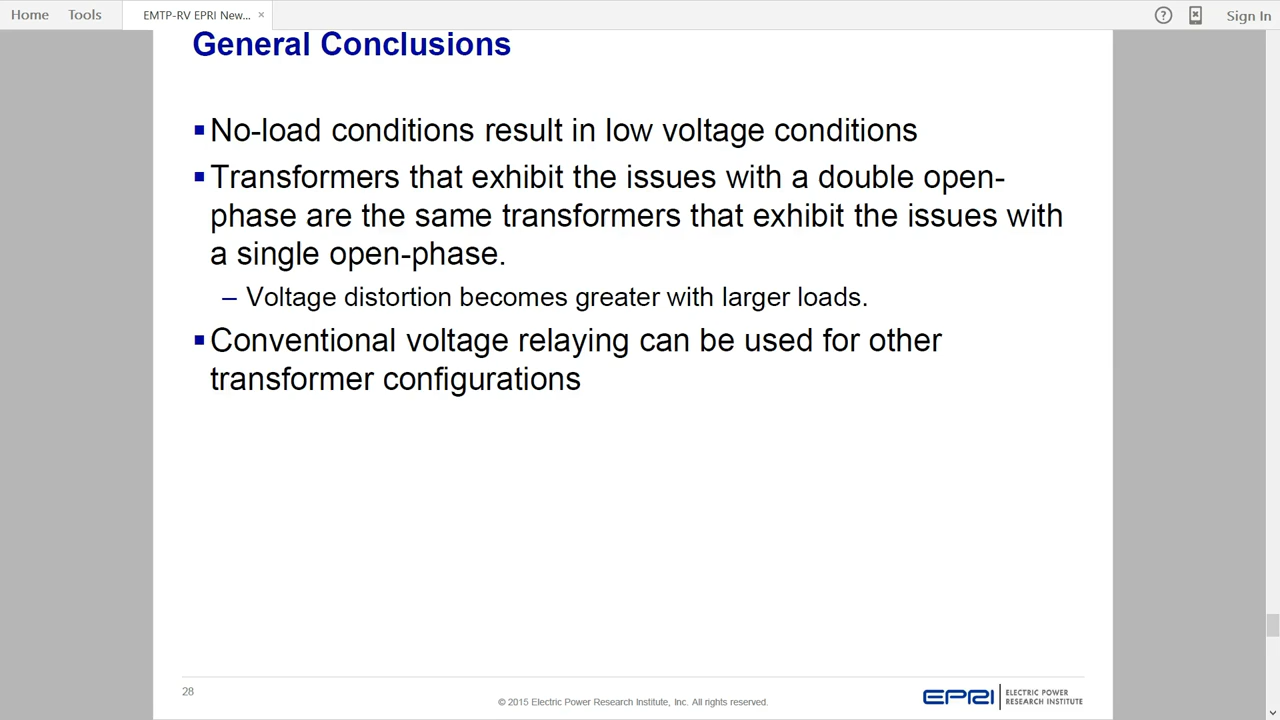 Home Tools EMTP-RV EPRI New... × ? Sign In
General Conclusions
No-load conditions result in low voltage conditions
Transformers that exhibit the issues with a double open-
phase are the same transformers that exhibit the issues with
a single open-phase.
– Voltage distortion becomes greater with larger loads.
Conventional voltage relaying can be used for other
transformer configurations
28
© 2015 Electric Power Research Institute, Inc. All rights reserved.
EPRI
ELECTRIC POWER
RESEARCH INSTITUTE